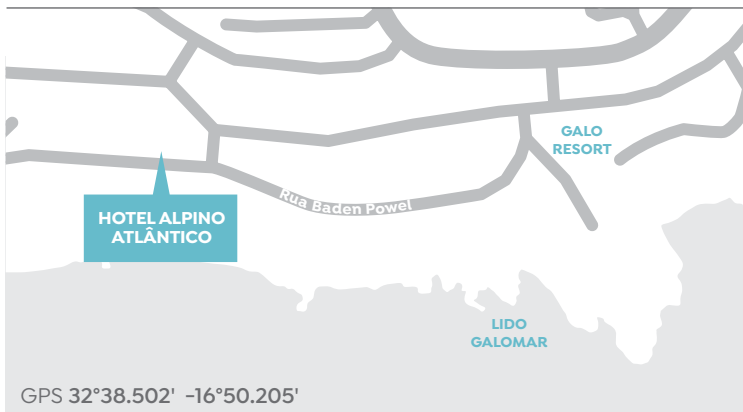 GALO
RESORT
Rua Baden Powel
HOTEL ALPINO
ATLÂNTICO
LIDO
GALOMAR
GPS 32°38.502' -16°50.205'